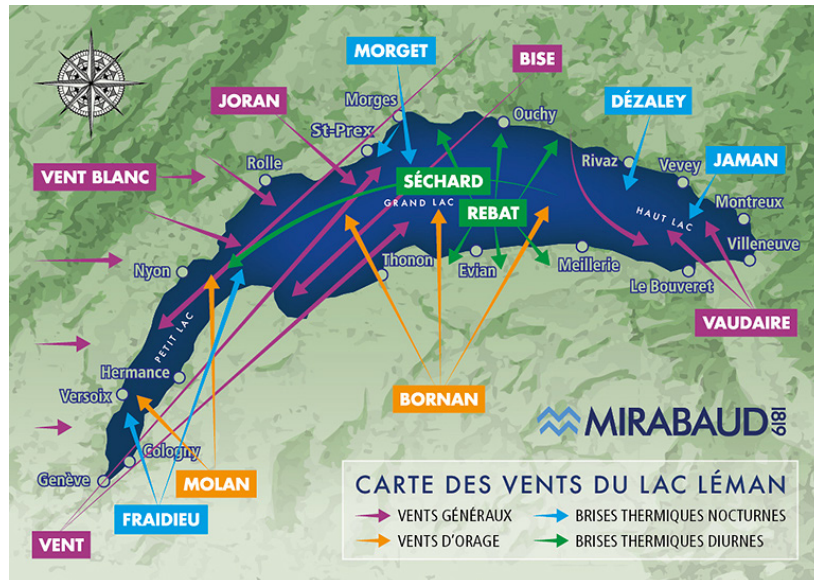 MORGET
BISE
JORAN
Morges
Ouchy
DÉZALEY
St-Prex
VENT BLANC
Rolle
Rivaz
Vevey
JAMAN
SÉCHARD
GRAND LAC
REBAT
HAUT LAC
Montreux
Villeneuve
Nyon
Thonon
Evian
Meillerie
Le Bouveret
VAUDAIRE
PETIT LAC
Hermance
Versoix
BORNAN
MIRABAUD 1819
Cologny
Genève
MOLAN
FRAIDIEU
VENT
CARTE DES VENTS DU LAC LÉMAN
VENTS GÉNÉRAUX
BRISES THERMIQUES NOCTURNES
VENTS D'ORAGE
BRISES THERMIQUES DIURNES